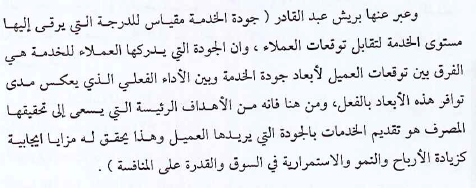 وعبر عنها بريش عبد القادر ( جودة الخدمة مقياس للدرجة التي يرقى إليها
مستوى الخدمة لتقابل توقعات العملاء ، وان الجودة التي يدركها العملاء للخدمة هي
الفرق بين توقعات العميل لأبعاد جودة الخدمة وبين الأداء الفعلي الذي يعكس مدى
توافر هذه الأبعاد بالفعل، ومن هنا فانه من الأهداف الرئيسة التي يسعى إلى تحقيقها
المصرف هو تقديم الخدمات بالجودة التي يريدها العميل وهذا يحقق له مزايا ايجابية
كزيادة الأرباح والنمو والاستمرارية في السوق والقدرة على المنافسة ) .